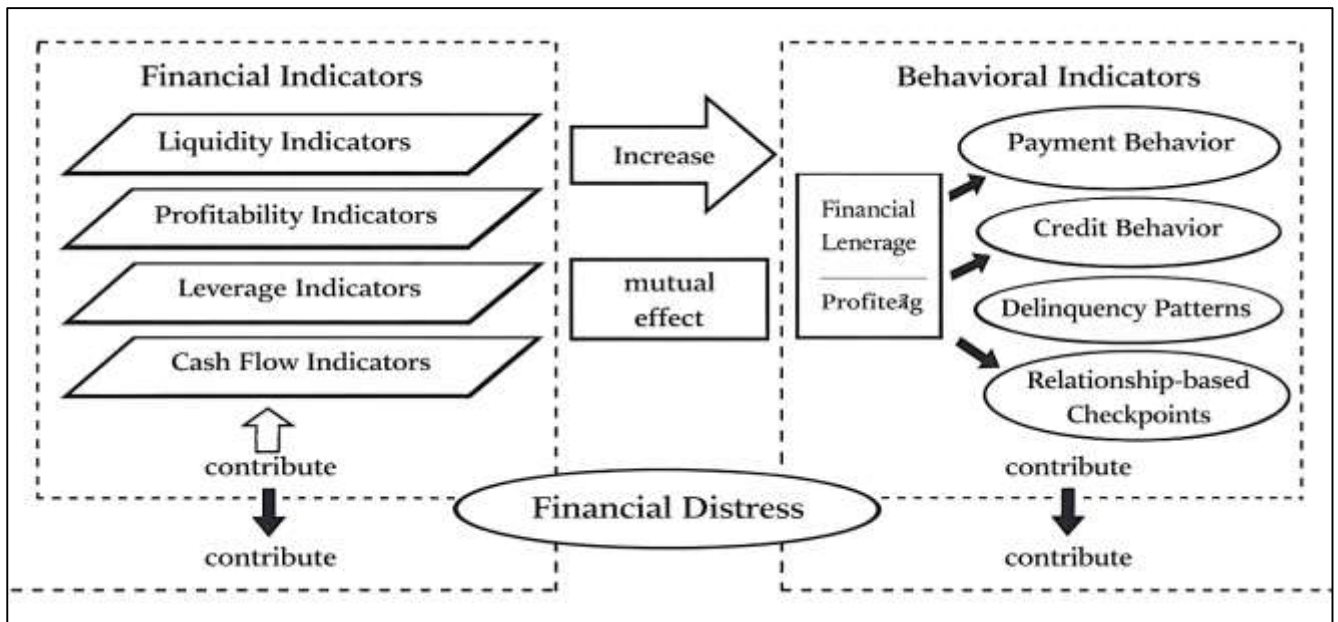 Financial Indicators
Liquidity Indicators
Profitability Indicators
Leverage Indicators
Cash Flow Indicators
contribute
contribute
Increase
mutual
effect
Financial Distress
Behavioral Indicators
Financial
Lenerage
Payment Behavior
Credit Behavior
Delinquency Patterns
Relationship-based
Checkpoints
contribute
contribute